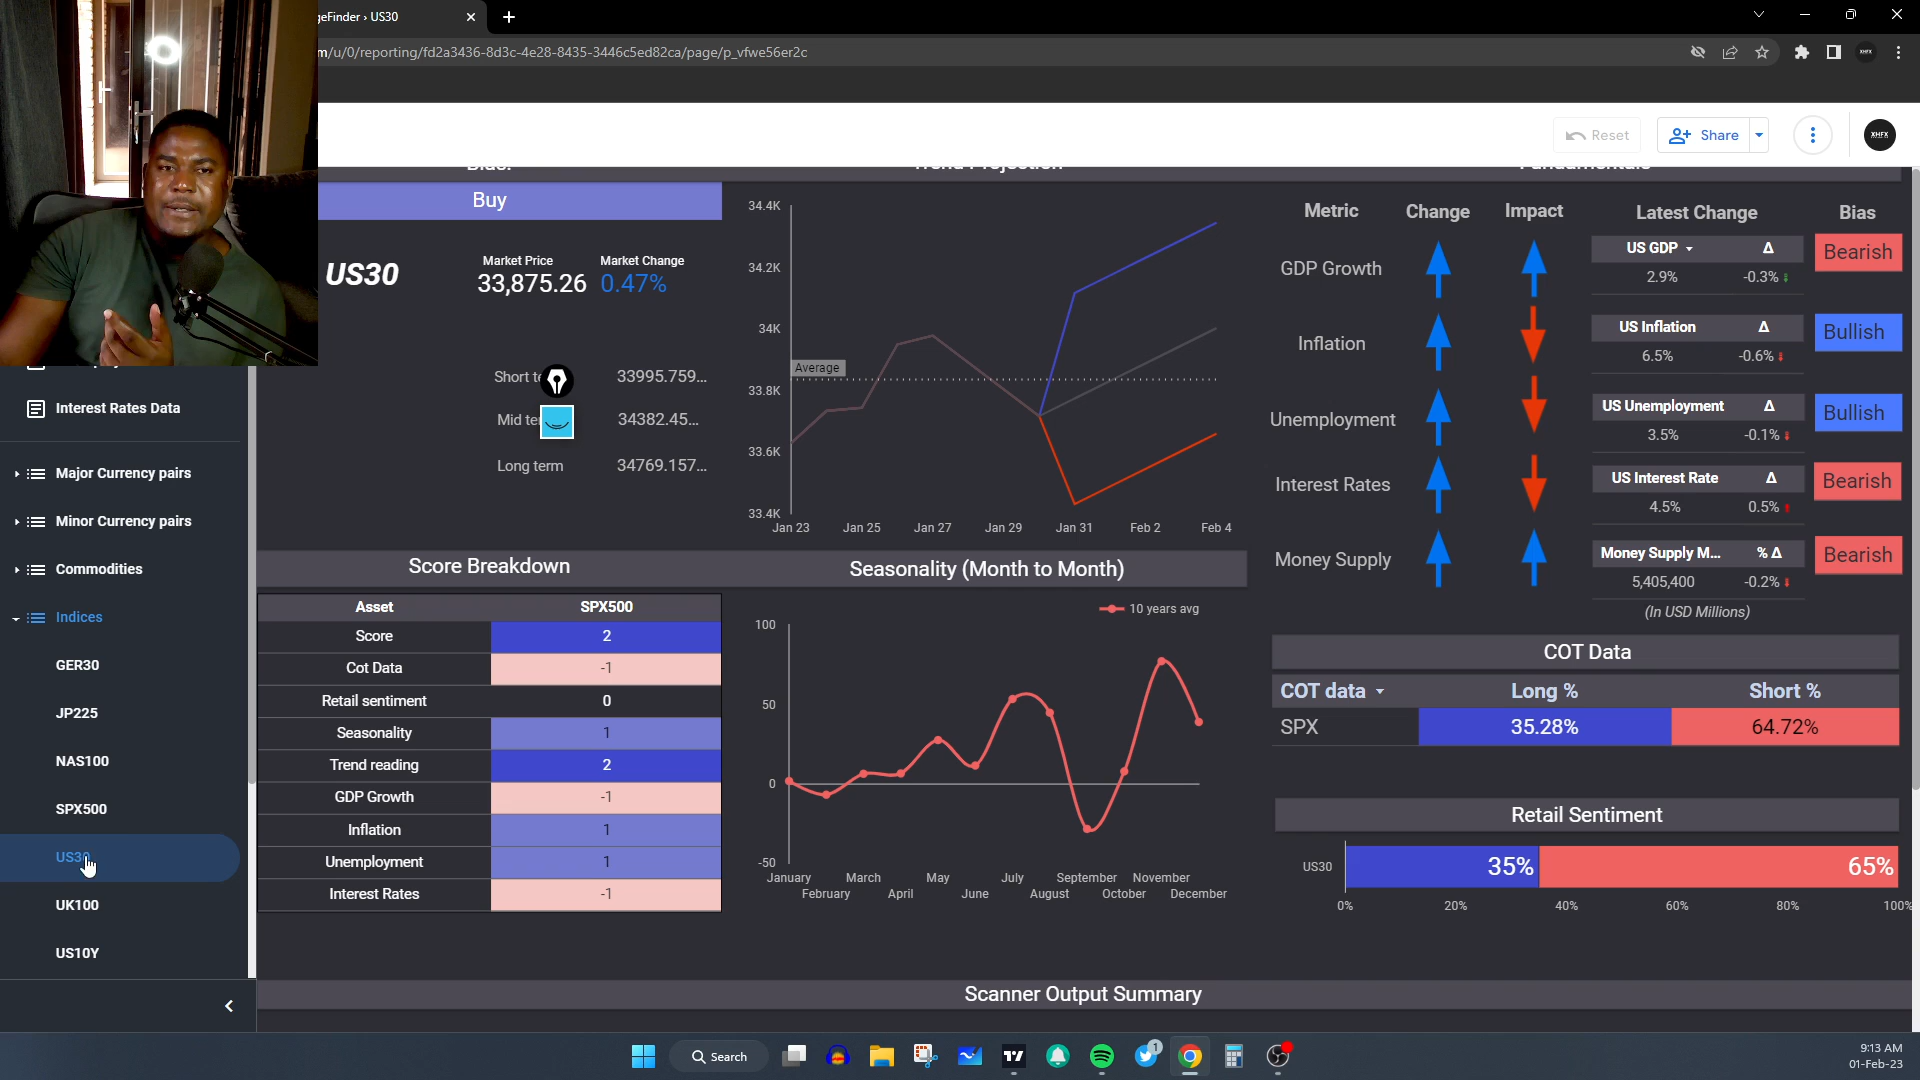 geFinder › US30
m/u/0/reporting/fd2a3436-8d3c-4e28-8435-3446c5ed82ca/page/p_vfwe56er2c
Reset
Share
XHFX
Bias:
Trend Projection
Fundamentals
Buy
US30
Market Price
33,875.26
Market Change
0.47%
Short te
33995.759...
Mid ter
34382.45...
Long term
34769.157...
34.4K
34.2K
34K
33.8K
33.6K
33.4K
Average
Jan 23 Jan 25 Jan 27 Jan 29 Jan 31 Feb 2 Feb 4
Metric Change Impact Latest Change Bias
GDP Growth
US GDP Δ
2.9% -0.3%
Bearish
Inflation
US Inflation Δ
6.5% -0.6%
Bullish
Unemployment
US Unemployment Δ
3.5% -0.1%
Bullish
Interest Rates
US Interest Rate Δ
4.5% 0.5%
Bearish
Money Supply
Money Supply M... % Δ
5,405,400 -0.2%
Bearish
(In USD Millions)
Interest Rates Data
Major Currency pairs
Minor Currency pairs
Commodities
Indices
GER30
JP225
NAS100
SPX500
US30
UK100
US10Y
Score Breakdown
Asset SPX500
Score 2
Cot Data -1
Retail sentiment 0
Seasonality 1
Trend reading 2
GDP Growth -1
Inflation 1
Unemployment 1
Interest Rates -1
Seasonality (Month to Month)
10 years avg
100
50
0
-50
January March May July September November
February April June August October December
COT Data
COT data Long % Short %
SPX 35.28% 64.72%
Retail Sentiment
US30 35% 65%
0% 20% 40% 60% 80% 100%
Scanner Output Summary
Search
1
9:13 AM
01-Feb-23